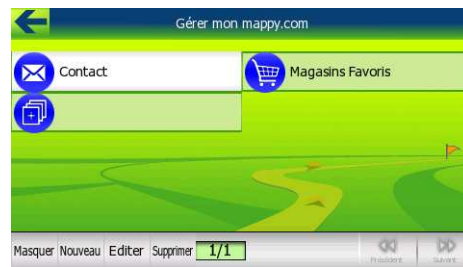 Gérer mon mappy.com
Contact
Magasins Favoris
Masquer Nouveau Editer Supprimer 1/1 Précédent Suivant